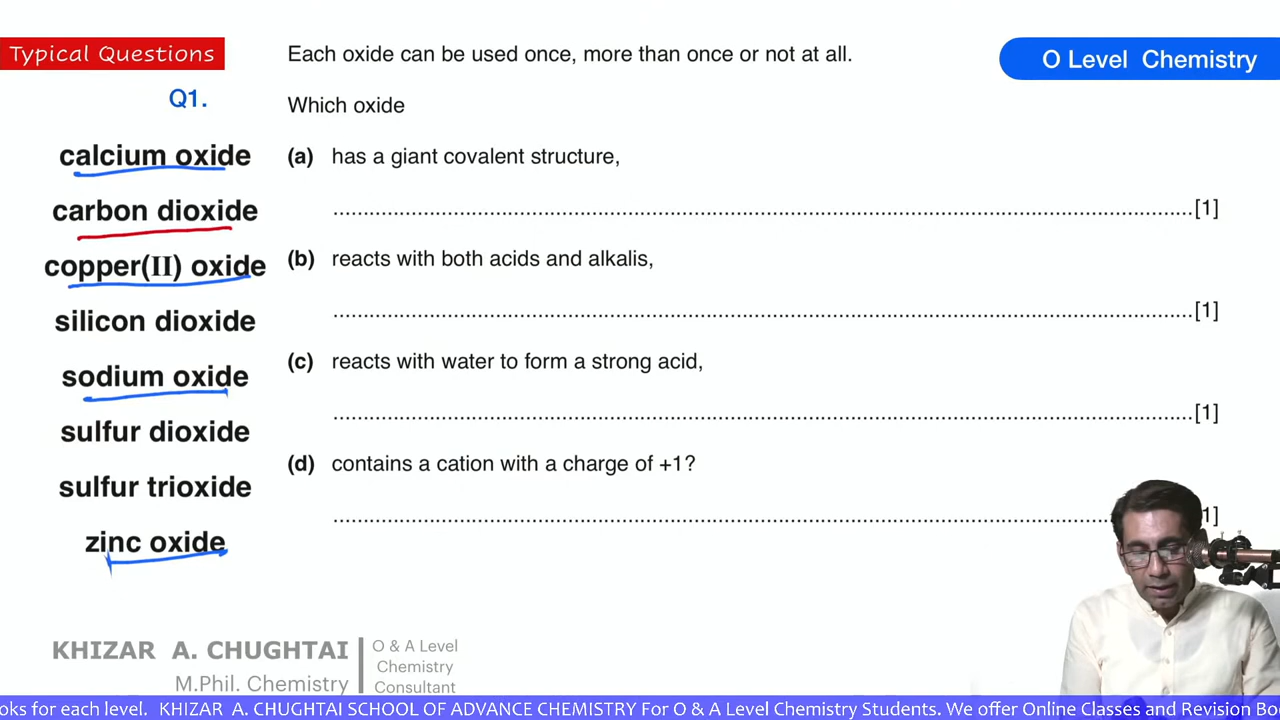 Typical Questions
Each oxide can be used once, more than once or not at all.
O Level Chemistry
Q1.
Which oxide
calcium oxide
carbon dioxide
copper(II) oxide
silicon dioxide
sodium oxide
sulfur dioxide
sulfur trioxide
zinc oxide
(a) has a giant covalent structure,
[1]
(b) reacts with both acids and alkalis,
[1]
(c) reacts with water to form a strong acid,
[1]
(d) contains a cation with a charge of +1?
1]
KHIZAR A. CHUGHTAI
M.Phil. Chemistry
O & A Level
Chemistry
Consultant
oks for each level. KHIZAR A. CHUGHTAI SCHOOL OF ADVANCE CHEMISTRY For O & A Level Chemistry Students. We offer Online Classes and Revision Bo